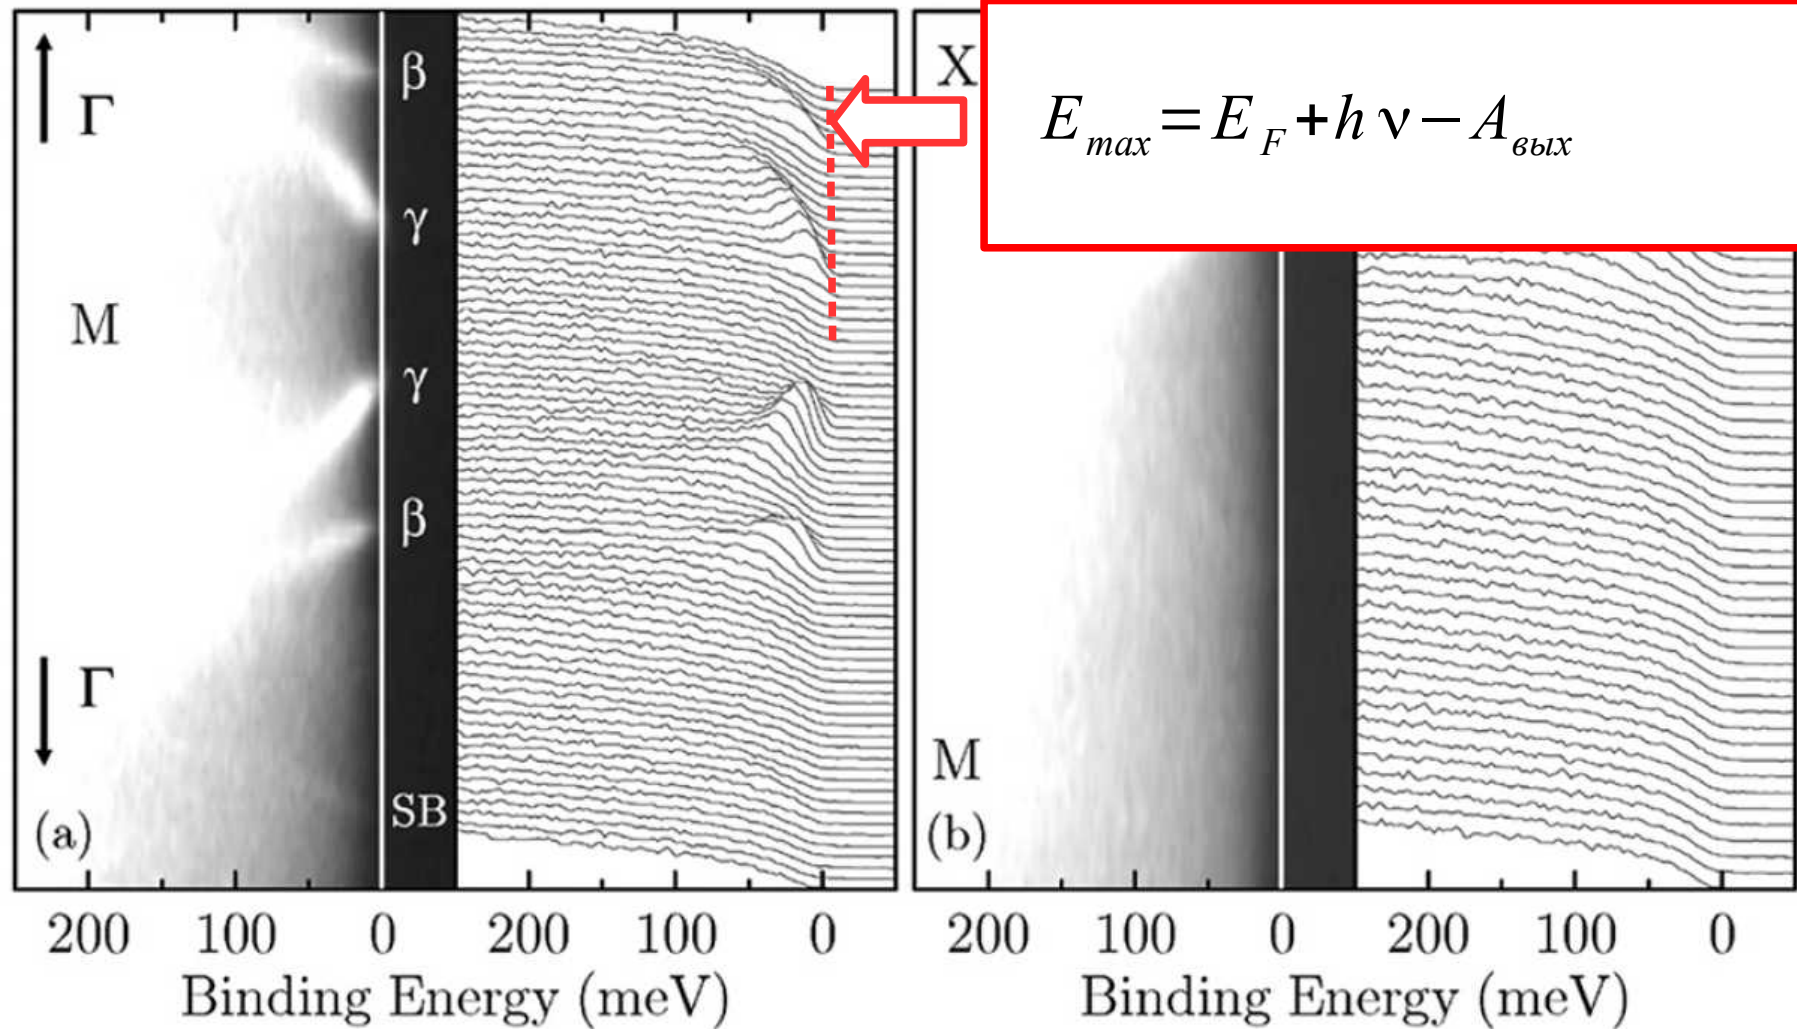 β
Γ
γ
M
γ
β
Γ
SB
(a)
200 100 0 200 100 0
Binding Energy (meV)
X
E_max = E_F + h ν − A_вых
M
(b)
200 100 0 200 100 0
Binding Energy (meV)